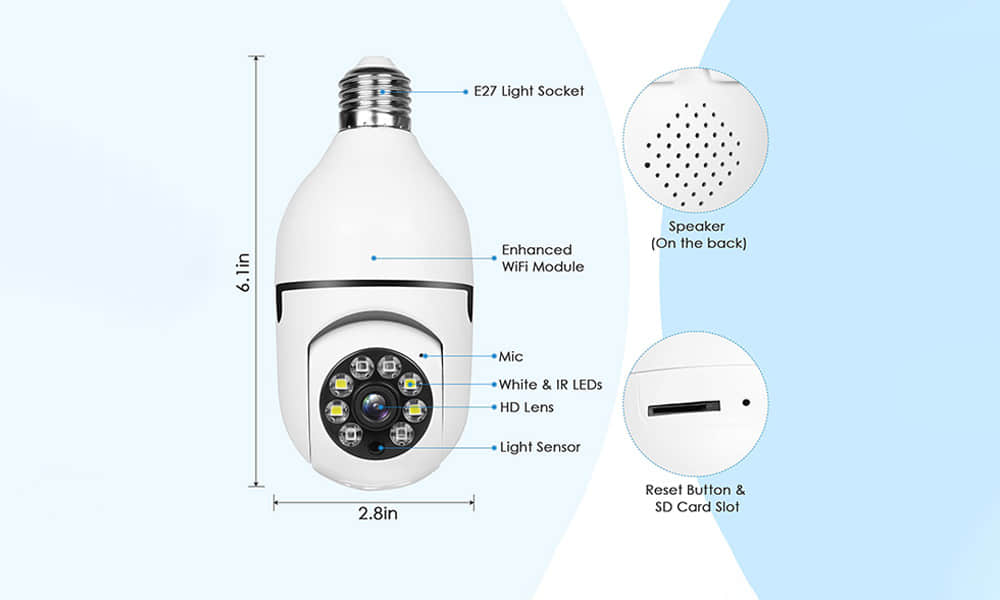 E27 Light Socket
6.1in
Enhanced
WiFi Module
Mic
White & IR LEDs
HD Lens
Light Sensor
2.8in
Speaker
(On the back)
Reset Button &
SD Card Slot